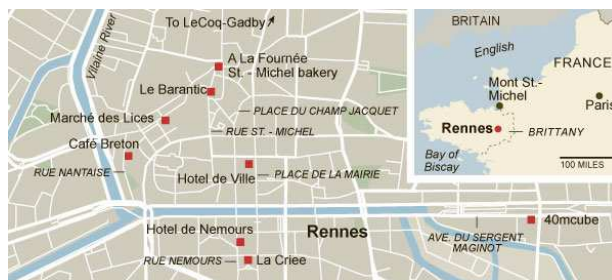 To LeCoq-Gadby
Vilaine River
A La Fournée
St. - Michel bakery
Le Barantic
PLACE DU CHAMP JACQUET
Marché des Lices
RUE ST. - MICHEL
Café Breton
RUE NANTAISE
Hotel de Ville
PLACE DE LA MAIRIE
Hotel de Nemours
Rennes
40mcube
AVE. DU SERGENT
MAGINOT
RUE NEMOURS
La Criee
BRITAIN
English
FRANCE
Mont St.-
Michel
Paris
Rennes
BRITTANY
Bay of
Biscay
100 MILES